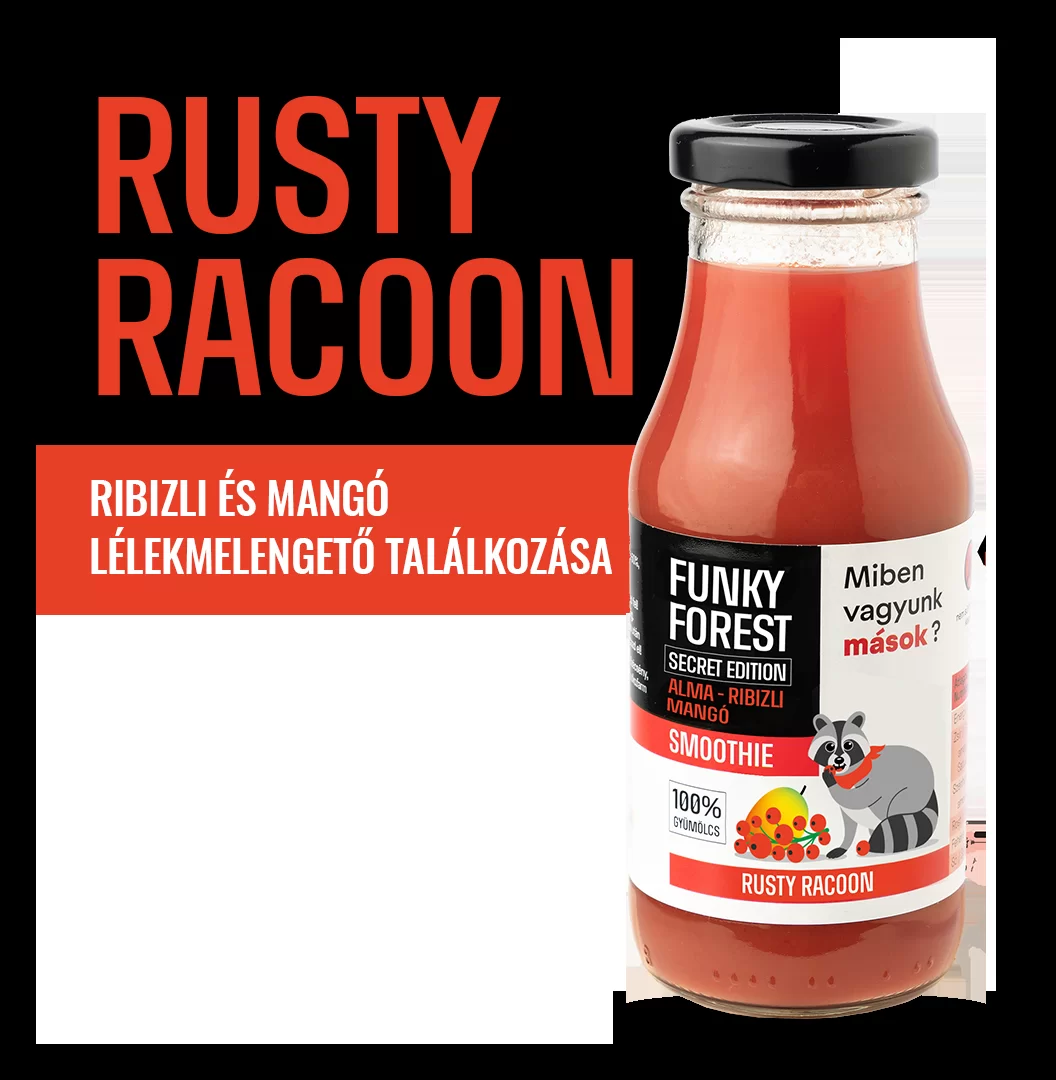 RUSTY
RACOON
RIBIZLI ÉS MANGÓ
LÉLEKMELENGETŐ TALÁLKOZÁSA
FUNKY
FOREST
SECRET EDITION
ALMA - RIBIZLI
MANGÓ
SMOOTHIE
100%
GYÜMÖLCS
RUSTY RACOON
Miben
vagyunk
mások?